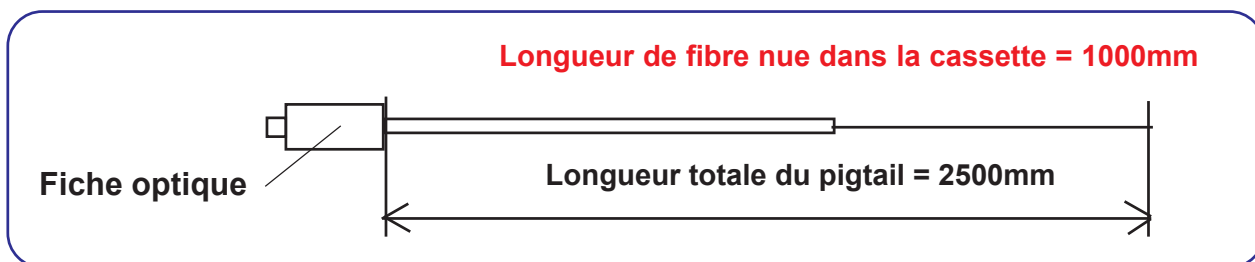 Longueur de fibre nue dans la cassette = 1000mm
Fiche optique
Longueur totale du pigtail = 2500mm